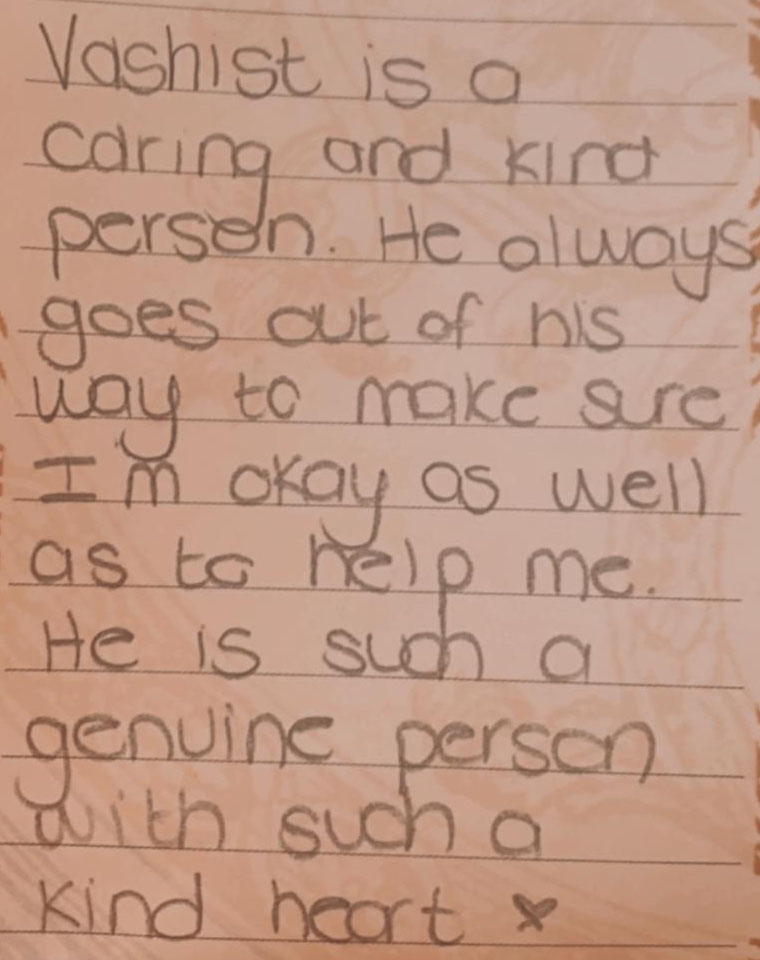 Vashist is a
caring and kind
person. He always
goes out of his
way to make sure
I'm okay as well
as to help me.
He is such a
genuine person
with such a
kind heart